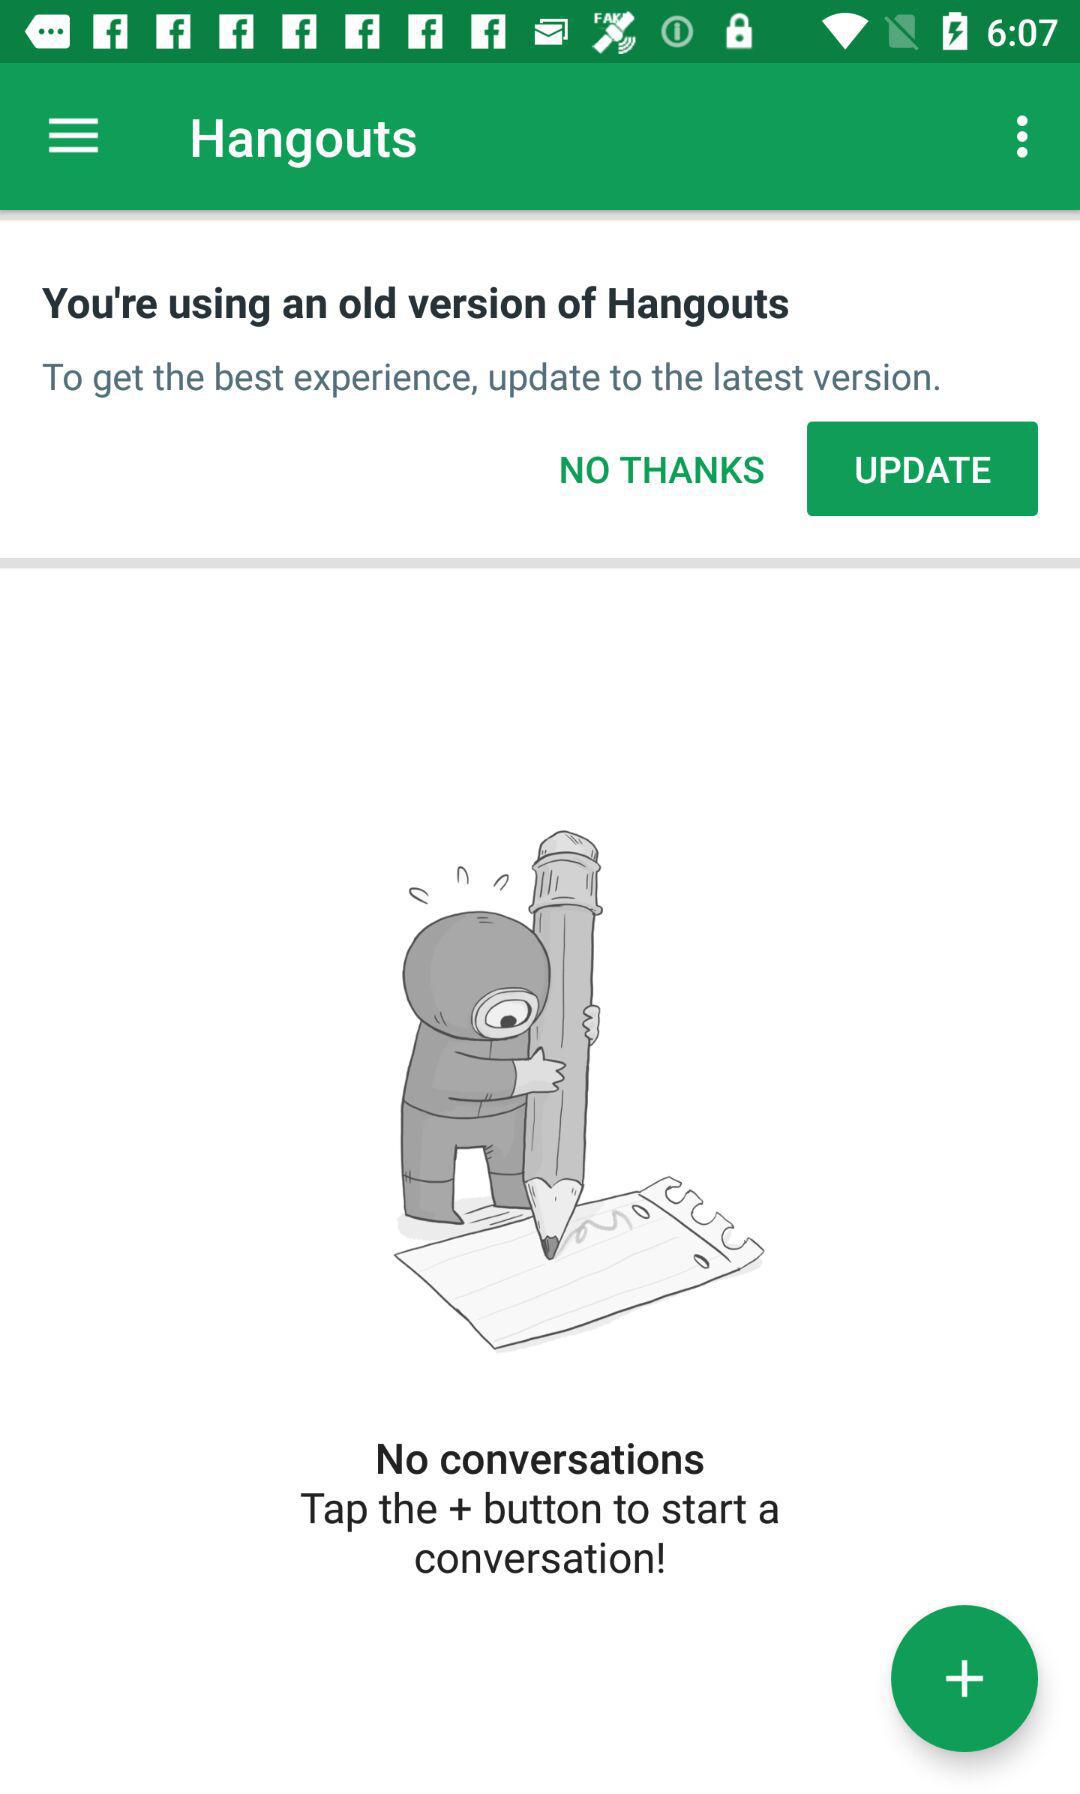 FAKE
6:07
Hangouts
You're using an old version of Hangouts
To get the best experience, update to the latest version.
NO THANKS
UPDATE
No conversations
Tap the + button to start a
conversation!
+